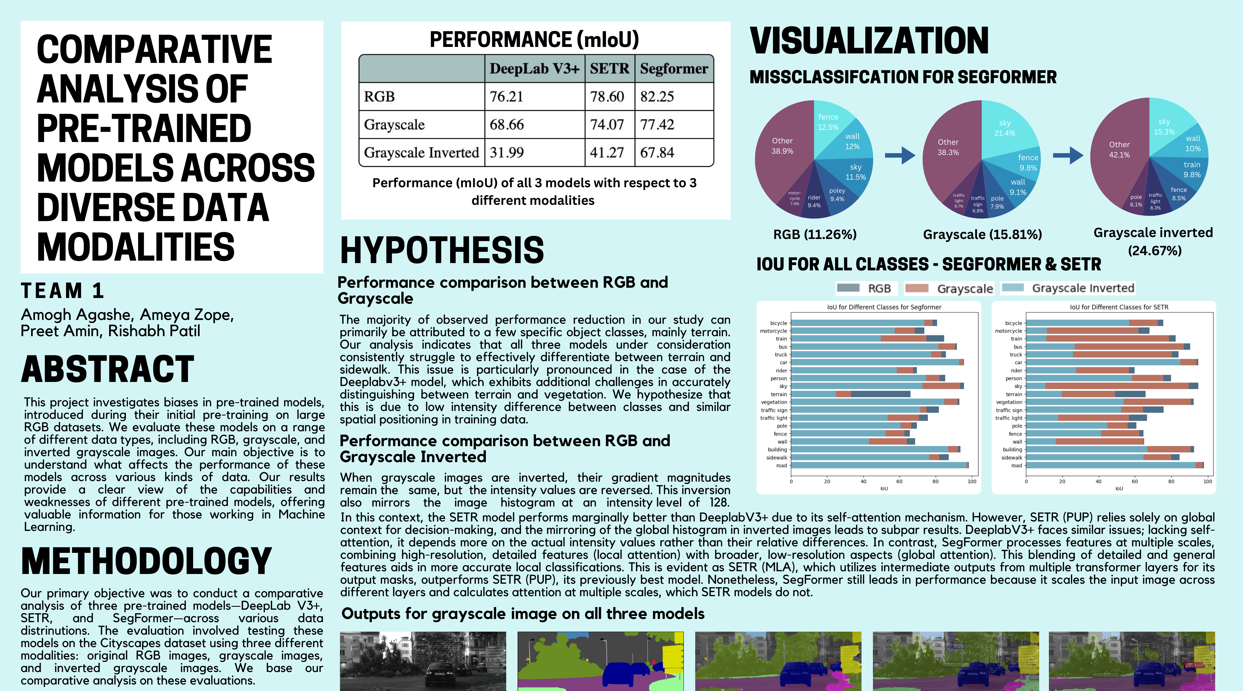 COMPARATIVE
ANALYSIS OF
PRE-TRAINED
MODELS ACROSS
DIVERSE DATA
MODALITIES
TEAM 1
Amogh Agashe, Ameya Zope,
Preet Amin, Rishabh Patil
ABSTRACT
This project investigates biases in pre-trained models,
introduced during their initial pre-training on large
RGB datasets. We evaluate these models on a range
of different data types, including RGB, grayscale, and
inverted grayscale images. Our main objective is to
understand what affects the performance of these
models across various kinds of data. Our results
provide a clear view of the capabilities and
weaknesses of different pre-trained models, offering
valuable information for those working in Machine
Learning.
METHODOLOGY
Our primary objective was to conduct a comparative
analysis of three pre-trained models—DeepLab V3+,
SETR, and SegFormer—across various data
distrinutions. The evaluation involved testing these
models on the Cityscapes dataset using three different
modalities: original RGB images, grayscale images,
and inverted grayscale images. We base our
comparative analysis on these evaluations.
PERFORMANCE (mIoU)
DeepLab V3+ SETR Segformer
RGB 76.21 78.60 82.25
Grayscale 68.66 74.07 77.42
Grayscale Inverted 31.99 41.27 67.84
Performance (mIoU) of all 3 models with respect to 3
different modalities
HYPOTHESIS
Performance comparison between RGB and
Grayscale
The majority of observed performance reduction in our study can
primarily be attributed to a few specific object classes, mainly terrain.
Our analysis indicates that all three models under consideration
consistently struggle to effectively differentiate between terrain and
sidewalk. This issue is particularly pronounced in the case of the
Deeplabv3+ model, which exhibits additional challenges in accurately
distinguishing between terrain and vegetation. We hypothesize that
this is due to low intensity difference between classes and similar
spatial positioning in training data.
Performance comparison between RGB and
Grayscale Inverted
When grayscale images are inverted, their gradient magnitudes
remain the same, but the intensity values are reversed. This inversion
also mirrors the image histogram at an intensity level of 128.
In this context, the SETR model performs marginally better than DeeplabV3+ due to its self-attention mechanism. However, SETR (PUP) relies solely on global
context for decision-making, and the mirroring of the global histogram in inverted images leads to subpar results. DeeplabV3+ faces similar issues; lacking self-
attention, it depends more on the actual intensity values rather than their relative differences. In contrast, SegFormer processes features at multiple scales,
combining high-resolution, detailed features (local attention) with broader, low-resolution aspects (global attention). This blending of detailed and general
features aids in more accurate local classifications. This is evident as SETR (MLA), which utilizes intermediate outputs from multiple transformer layers for its
output masks, outperforms SETR (PUP), its previously best model. Nonetheless, SegFormer still leads in performance because it scales the input image across
different layers and calculates attention at multiple scales, which SETR models do not.
Outputs for grayscale image on all three models
VISUALIZATION
MISSCLASSIFCATION FOR SEGFORMER
fence
12.5%
wall
12%
sky
11.5%
poley
9.4%
rider
9.4%
motor-
cycle
7.4%
Other
38.9%
RGB (11.26%)
sky
21.4%
fence
9.8%
wall
9.1%
pole
7.9%
traffic
sign
6.8%
traffic
light
6.7%
Other
38.3%
Grayscale (15.81%)
sky
15.3%
wall
10%
train
9.8%
fence
8.5%
traffic
light
8.3%
pole
6.1%
Other
42.1%
Grayscale inverted
(24.67%)
IOU FOR ALL CLASSES - SEGFORMER & SETR
RGB Grayscale Grayscale Inverted
IoU for Different Classes for Segformer
bicycle
motorcycle
train
bus
truck
car
rider
person
sky
terrain
vegetation
traffic sign
traffic light
pole
fence
wall
building
sidewalk
road
0 20 40 60 80 100
IoU
IoU for Different Classes for SETR
bicycle
motorcycle
train
bus
truck
car
rider
person
sky
terrain
vegetation
traffic sign
traffic light
pole
fence
wall
building
sidewalk
road
0 20 40 60 80 100
IoU